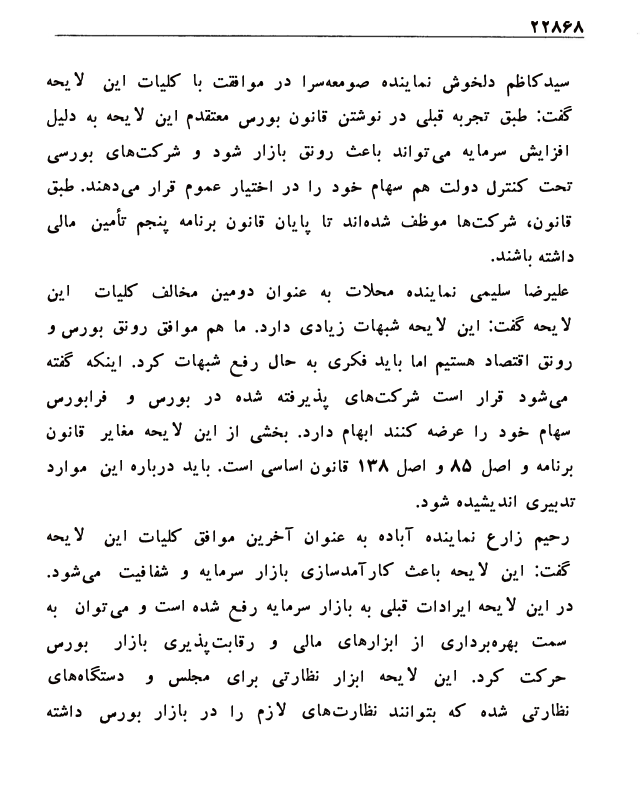 ۲۲۸۶۸
سیدکاظم دلخوش نماینده صومعه‌سرا در موافقت با کلیات این لایحه
گفت: طبق تجربه قبلی در نوشتن قانون بورس معتقدم این لایحه به دلیل
افزایش سرمایه می‌تواند باعث رونق بازار شود و شرکت‌های بورسی
تحت کنترل دولت هم سهام خود را در اختیار عموم قرار می‌دهند. طبق
قانون، شرکت‌ها موظف شده‌اند تا پایان قانون برنامه پنجم تأمین مالی
داشته باشند.
علیرضا سلیمی نماینده محلات به عنوان دومین مخالف کلیات این
لایحه گفت: این لایحه شبهات زیادی دارد. ما هم موافق رونق بورس و
رونق اقتصاد هستیم اما باید فکری به حال رفع شبهات کرد. اینکه گفته
می‌شود قرار است شرکت‌های پذیرفته شده در بورس و فرابورس
سهام خود را عرضه کنند ابهام دارد. بخشی از این لایحه مغایر قانون
برنامه و اصل ۸۵ و اصل ۱۳۸ قانون اساسی است. باید درباره این موارد
تدبیری اندیشیده شود.
رحیم زارع نماینده آباده به عنوان آخرین موافق کلیات این لایحه
گفت: این لایحه باعث کارآمدسازی بازار سرمایه و شفافیت می‌شود.
در این لایحه ایرادات قبلی به بازار سرمایه رفع شده است و می‌توان به
سمت بهره‌برداری از ابزارهای مالی و رقابت‌پذیری بازار بورس
حرکت کرد. این لایحه ابزار نظارتی برای مجلس و دستگاه‌های
نظارتی شده که بتوانند نظارت‌های لازم را در بازار بورس داشته